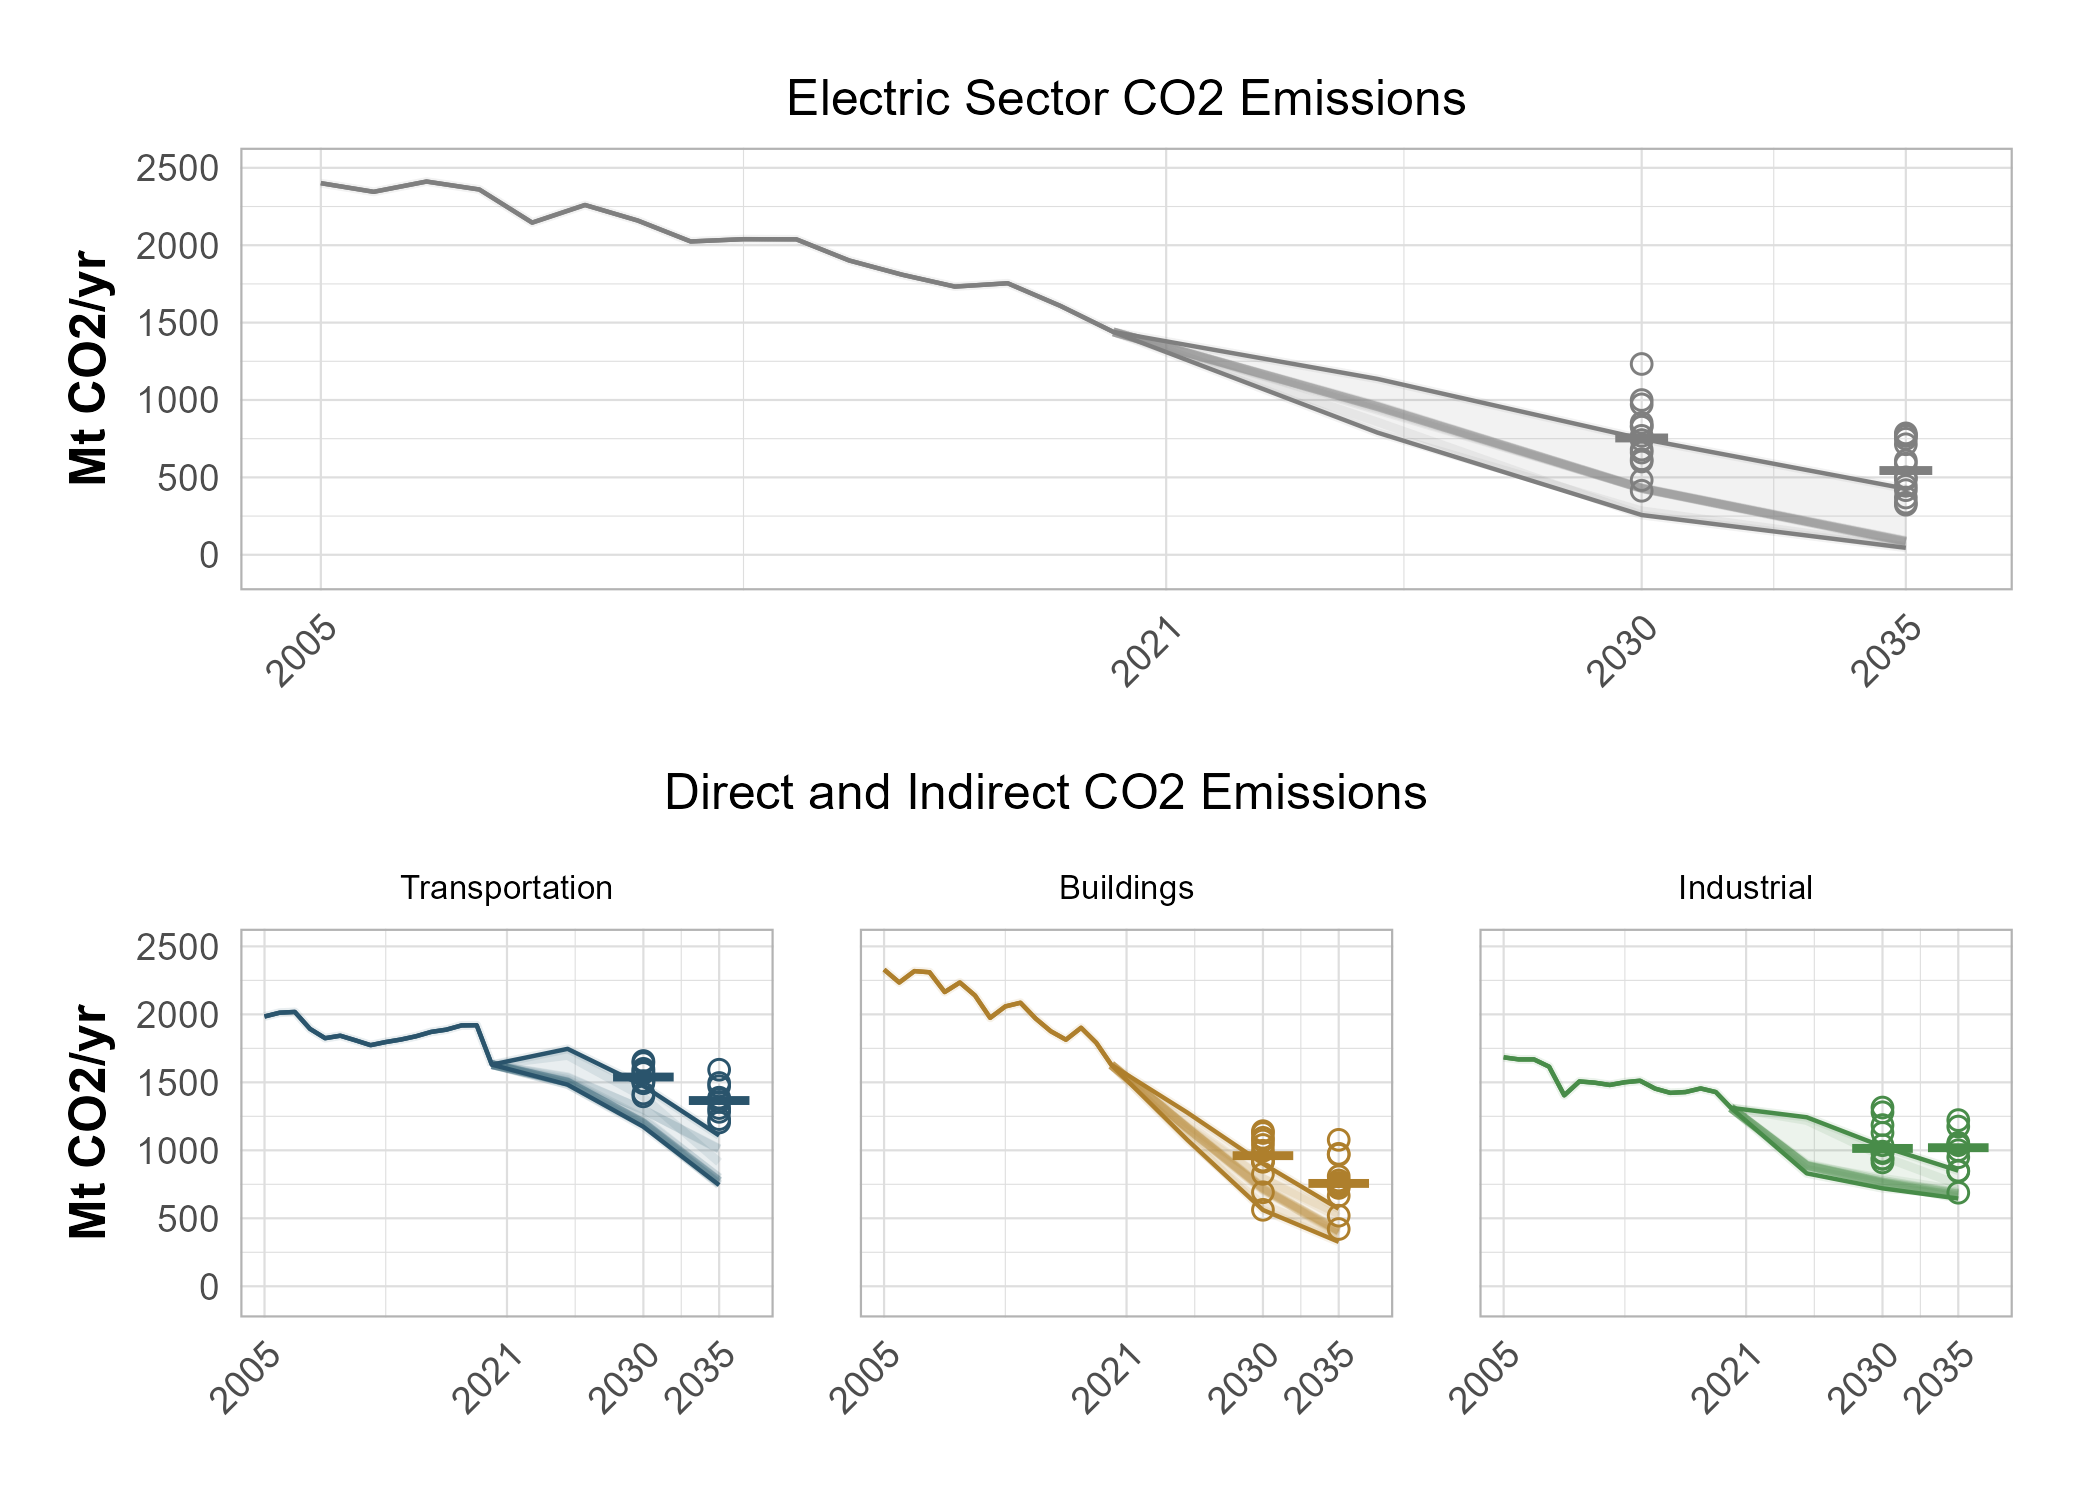 Electric Sector CO2 Emissions
Mt CO2/yr
2500
2000
1500
1000
500
0
2005 2021 2030 2035
Direct and Indirect CO2 Emissions
Transportation Buildings Industrial
Mt CO2/yr
2500
2000
1500
1000
500
0
2005 2021 2030 2035 2005 2021 2030 2035 2005 2021 2030 2035